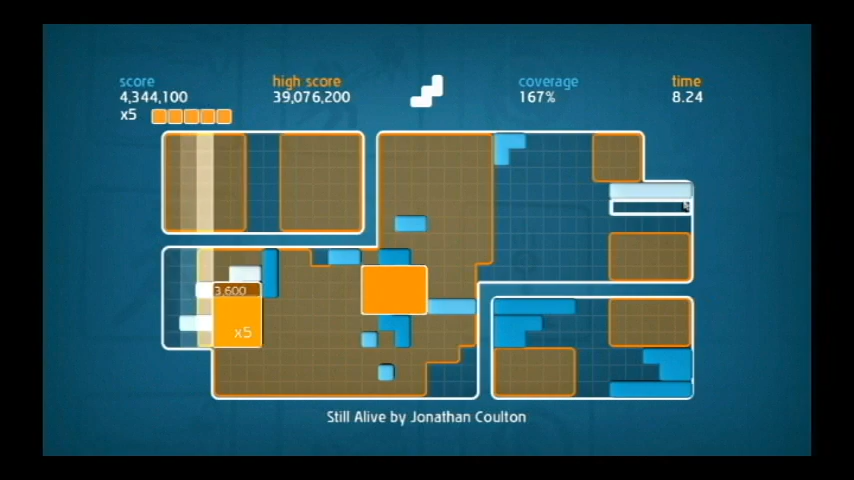 score
4,344,100
x5
high score
39,076,200
coverage
167%
time
8.24
3,600
x5
Still Alive by Jonathan Coulton